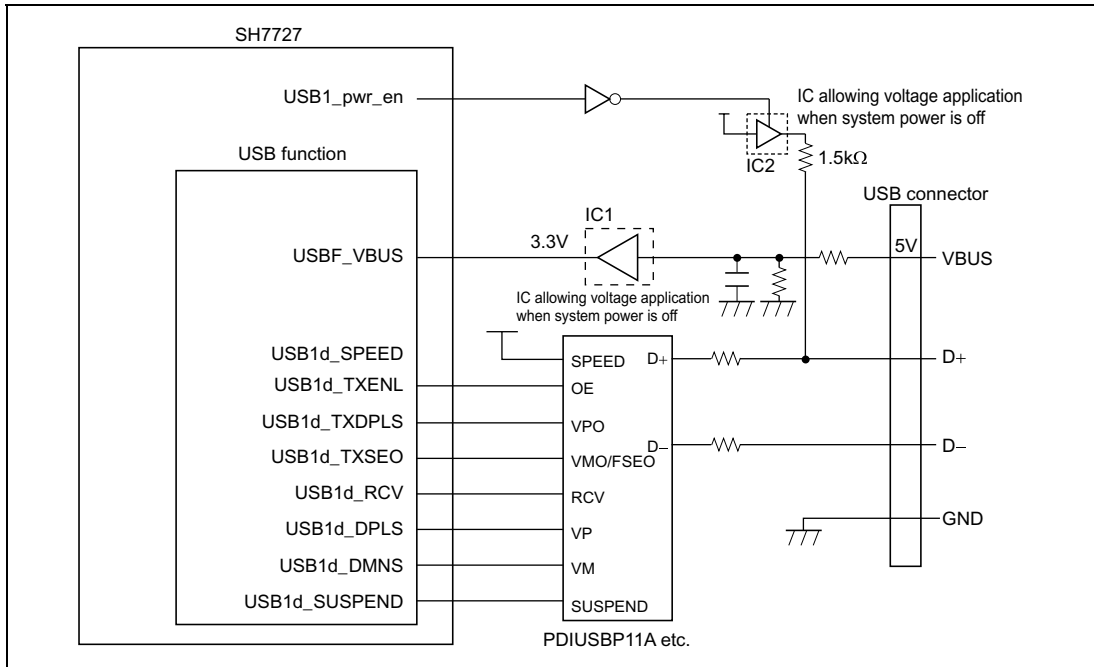 SH7727
USB1_pwr_en
IC allowing voltage application
when system power is off
IC2
1.5kΩ
USB function
USB connector
IC1
3.3V
5V
USBF_VBUS
VBUS
IC allowing voltage application
when system power is off
USB1d_SPEED
SPEED
D+
D+
USB1d_TXENL
OE
USB1d_TXDPLS
VPO
D−
D−
USB1d_TXSEO
VMO/FSEO
USB1d_RCV
RCV
GND
USB1d_DPLS
VP
USB1d_DMNS
VM
USB1d_SUSPEND
SUSPEND
PDIUSBP11A etc.